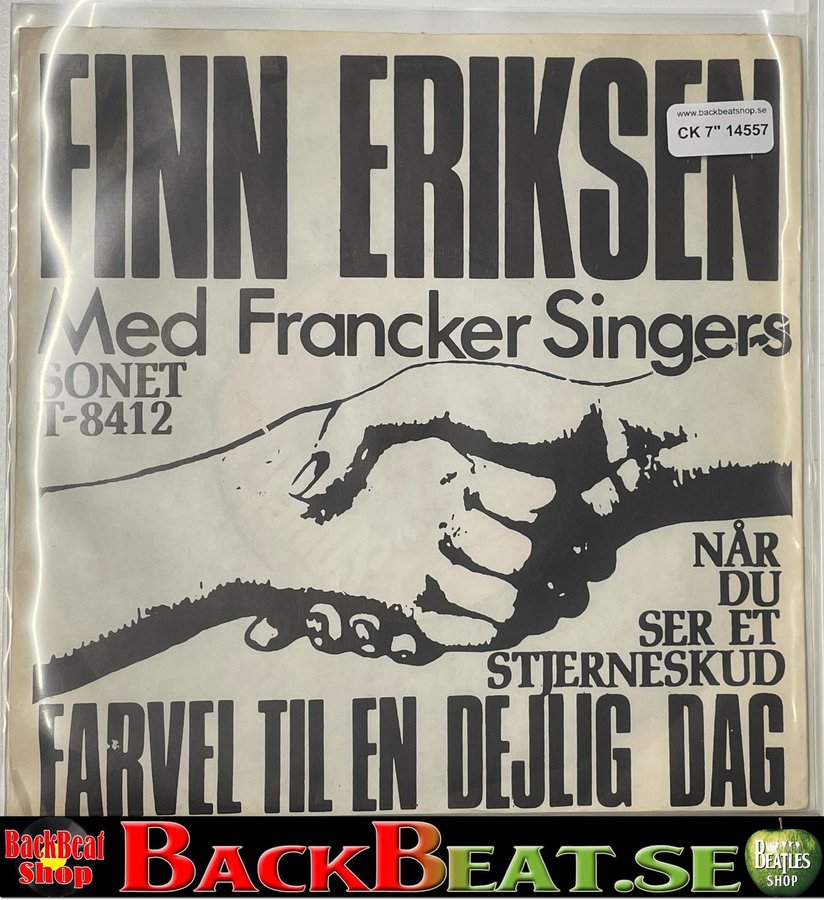 FINN ERIKSEN
www.backbeatshop.se
CK 7" 14557
Med Francker Singers
SONET
T-8412
NÅR
DU
SER ET
STJERNESKUD
FARVEL TIL EN DEJLIG DAG
BackBeat
Shop
BACKBEAT.SE
BEATLES
SHOP